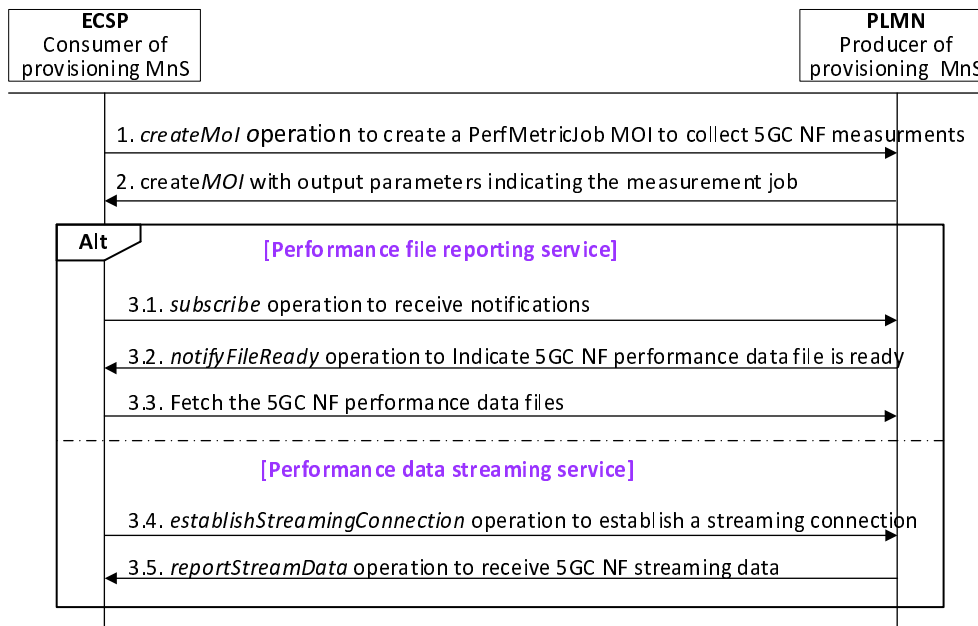 ECSP
Consumer of
provisioning MnS
PLMN
Producer of
provisioning MnS
1. createMoI operation to create a PerfMetricJob MOI to collect 5GC NF measurments
2. createMOI with output parameters indicating the measurement job
Alt
[Performance file reporting service]
3.1. subscribe operation to receive notifications
3.2. notifyFileReady operation to Indicate 5GC NF performance data file is ready
3.3. Fetch the 5GC NF performance data files
[Performance data streaming service]
3.4. establishStreamingConnection operation to establish a streaming connection
3.5. reportStreamData operation to receive 5GC NF streaming data